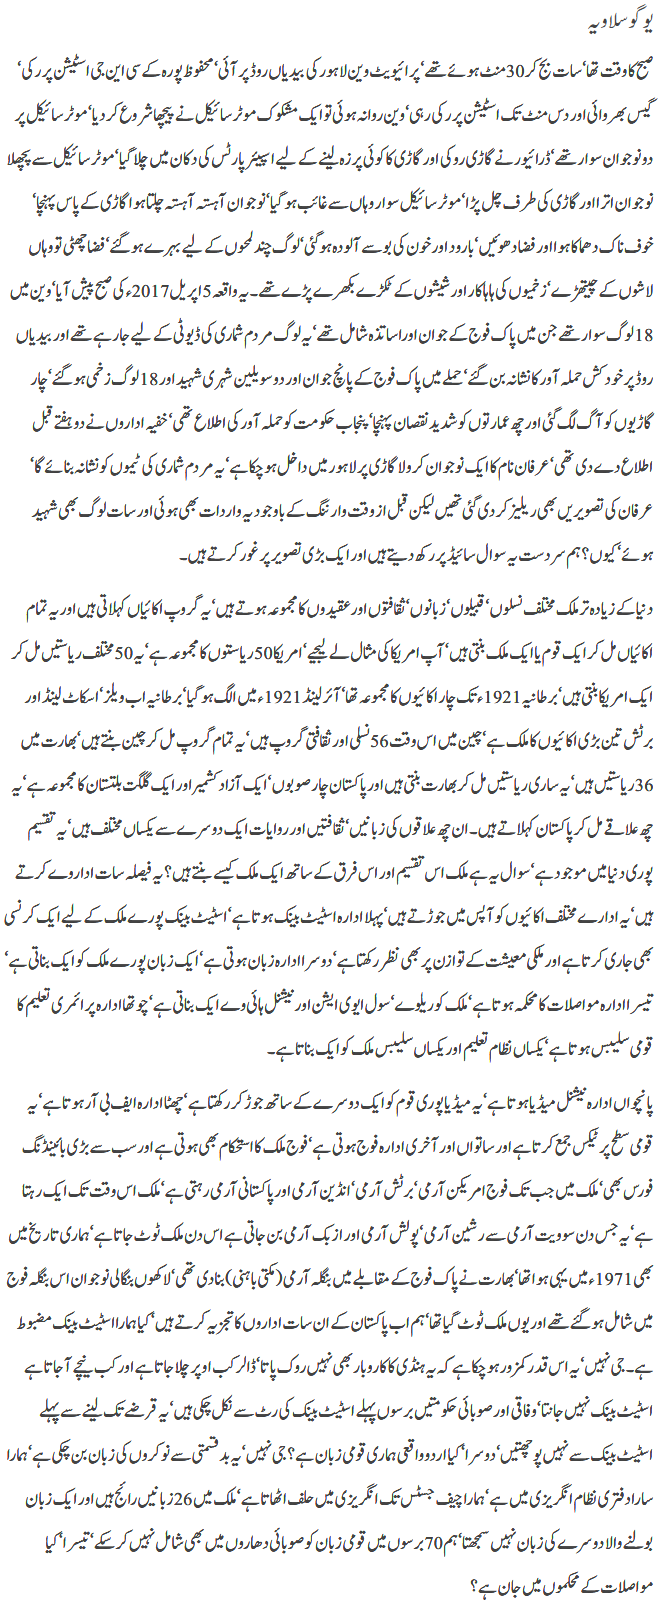 یوگوسلاویہ
صبح کا وقت تھا‘ سات بج کر 30 منٹ ہوئے تھے‘ پرائیویٹ وین لاہور کی بیدیاں روڈ پر آئی‘ محفوظ پورہ کے سی این جی اسٹیشن پر رکی‘
گیس بھروائی اور دس منٹ تک اسٹیشن پر رکی رہی‘ وین روانہ ہوئی تو ایک مشکوک موٹر سائیکل نے پیچھا شروع کر دیا‘ موٹر سائیکل پر
دو نوجوان سوار تھے‘ ڈرائیور نے گاڑی روکی اور گاڑی کا کوئی پرزہ لینے کے لیے اسپیئر پارٹس کی دکان میں چلا گیا‘ موٹر سائیکل سے پچھلا
نوجوان اترا اور گاڑی کی طرف چل پڑا‘ موٹر سائیکل سوار وہاں سے غائب ہو گیا‘ نوجوان آہستہ آہستہ چلتا ہوا گاڑی کے پاس پہنچا‘
خوف ناک دھماکا ہوا اور فضا دھوئیں‘ بارود اور خون کی بو سے آلودہ ہو گئی‘ لوگ چند لمحوں کے لیے بہرے ہو گئے‘ فضا چھٹی تو وہاں
لاشوں کے چیتھڑے‘ زخمیوں کی ہاہاکار اور شیشوں کے ٹکڑے بکھرے پڑے تھے۔ یہ واقعہ 5 اپریل 2017ء کی صبح پیش آیا‘ وین میں
18 لوگ سوار تھے جن میں پاک فوج کے جوان اور اساتذہ شامل تھے‘ یہ لوگ مردم شماری کی ڈیوٹی کے لیے جا رہے تھے اور بیدیاں
روڈ پر خودکش حملہ آور کا نشانہ بن گئے‘ حملے میں پاک فوج کے پانچ جوان اور دو سویلین شہری شہید اور 18 لوگ زخمی ہو گئے‘ چار
گاڑیوں کو آگ لگ گئی اور چھ عمارتوں کو شدید نقصان پہنچا‘ پنجاب حکومت کو حملہ آور کی اطلاع تھی‘ خفیہ اداروں نے دو ہفتے قبل
اطلاع دے دی تھی‘ عرفان نام کا ایک نوجوان کرولا گاڑی پر لاہور میں داخل ہو چکا ہے‘ یہ مردم شماری کی ٹیموں کو نشانہ بنائے گا‘
عرفان کی تصویریں بھی ریلیز کر دی گئی تھیں لیکن قبل از وقت وارننگ کے باوجود یہ واردات بھی ہوئی اور سات لوگ بھی شہید
ہوئے‘ کیوں؟ ہم سردست یہ سوال سائیڈ پر رکھ دیتے ہیں اور ایک بڑی تصویر پر غور کرتے ہیں۔
دنیا کے زیادہ تر ملک مختلف نسلوں‘ قبیلوں‘ زبانوں‘ ثقافتوں اور عقیدوں کا مجموعہ ہوتے ہیں‘ یہ گروپ اکائیاں کہلاتی ہیں اور یہ تمام
اکائیاں مل کر ایک قوم یا ایک ملک بنتی ہیں‘ آپ امریکا کی مثال لے لیجیے‘ امریکا 50 ریاستوں کا مجموعہ ہے‘ یہ 50 مختلف ریاستیں مل کر
ایک امریکا بنتی ہیں‘ برطانیہ 1921ء تک چار اکائیوں کا مجموعہ تھا‘ آئرلینڈ 1921ء میں الگ ہو گیا‘ برطانیہ اب ویلز‘ اسکاٹ لینڈ اور
برٹش تین بڑی اکائیوں کا ملک ہے‘ چین میں اس وقت 56 نسلی اور ثقافتی گروپ ہیں‘ یہ تمام گروپ مل کر چین بنتے ہیں‘ بھارت میں
36 ریاستیں ہیں‘ یہ ساری ریاستیں مل کر بھارت بنتی ہیں اور پاکستان چار صوبوں‘ ایک آزاد کشمیر اور ایک گلگت بلتستان کا مجموعہ ہے‘ یہ
چھ علاقے مل کر پاکستان کہلاتے ہیں۔ ان چھ علاقوں کی زبانیں‘ ثقافتیں اور روایات ایک دوسرے سے یکساں مختلف ہیں‘ یہ تقسیم
پوری دنیا میں موجود ہے‘ سوال یہ ہے ملک اس تقسیم اور اس فرق کے ساتھ ایک ملک کیسے بنتے ہیں؟ یہ فیصلہ سات ادارے کرتے
ہیں‘ یہ ادارے مختلف اکائیوں کو آپس میں جوڑتے ہیں‘ پہلا ادارہ اسٹیٹ بینک ہوتا ہے‘ اسٹیٹ بینک پورے ملک کے لیے ایک کرنسی
بھی جاری کرتا ہے اور ملکی معیشت کے توازن پر بھی نظر رکھتا ہے‘ دوسرا ادارہ زبان ہوتی ہے‘ ایک زبان پورے ملک کو ایک بناتی ہے‘
تیسرا ادارہ مواصلات کا محکمہ ہوتا ہے‘ ملک کو ریلوے‘ سول ایوی ایشن اور نیشنل ہائی وے ایک بناتی ہے‘ چوتھا ادارہ پرائمری تعلیم کا
قومی سلیبس ہوتا ہے‘ یکساں نظام تعلیم اور یکساں سلیبس ملک کو ایک بناتا ہے۔
پانچواں ادارہ نیشنل میڈیا ہوتا ہے‘ یہ میڈیا پوری قوم کو ایک دوسرے کے ساتھ جوڑ کر رکھتا ہے‘ چھٹا ادارہ ایف بی آر ہوتا ہے‘ یہ
قومی سطح پر ٹیکس جمع کرتا ہے اور ساتواں اور آخری ادارہ فوج ہوتی ہے‘ فوج ملک کا استحکام بھی ہوتی ہے اور سب سے بڑی بائینڈنگ
فورس بھی‘ ملک میں جب تک فوج امریکن آرمی‘ برٹش آرمی‘ انڈین آرمی اور پاکستانی آرمی رہتی ہے‘ ملک اس وقت تک ایک رہتا
ہے‘ یہ جس دن سوویت آرمی سے رشین آرمی‘ پولش آرمی اور ازبک آرمی بن جاتی ہے اس دن ملک ٹوٹ جاتا ہے‘ ہماری تاریخ میں
بھی 1971ء میں یہی ہوا تھا‘ بھارت نے پاک فوج کے مقابلے میں بنگلہ آرمی (مکتی باہنی) بنا دی تھی‘ لاکھوں بنگالی نوجوان اس بنگلہ فوج
میں شامل ہو گئے تھے اور یوں ملک ٹوٹ گیا تھا‘ ہم اب پاکستان کے ان سات اداروں کا تجزیہ کرتے ہیں‘ کیا ہمارا اسٹیٹ بینک مضبوط
ہے۔ جی نہیں‘ یہ اس قدر کمزور ہو چکا ہے کہ یہ ہنڈی کا کاروبار بھی نہیں روک پاتا‘ ڈالر کب اوپر چلا جاتا ہے اور کب نیچے آ جاتا ہے
اسٹیٹ بینک نہیں جانتا‘ وفاقی اور صوبائی حکومتیں برسوں پہلے اسٹیٹ بینک کی رٹ سے نکل چکی ہیں‘ یہ قرضے تک لینے سے پہلے
اسٹیٹ بینک سے نہیں پوچھتیں‘ دوسرا‘ کیا اردو واقعی ہماری قومی زبان ہے؟ جی نہیں‘ یہ بدقسمتی سے نوکروں کی زبان بن چکی ہے‘ ہمارا
سارا دفتری نظام انگریزی میں ہے‘ ہمارا چیف جسٹس تک انگریزی میں حلف اٹھاتا ہے‘ ملک میں 26 زبانیں رائج ہیں اور ایک زبان
بولنے والا دوسرے کی زبان نہیں سمجھتا‘ ہم 70 برسوں میں قومی زبان کو صوبائی دھاروں میں بھی شامل نہیں کر سکے‘ تیسرا‘ کیا
مواصلات کے محکموں میں جان ہے؟